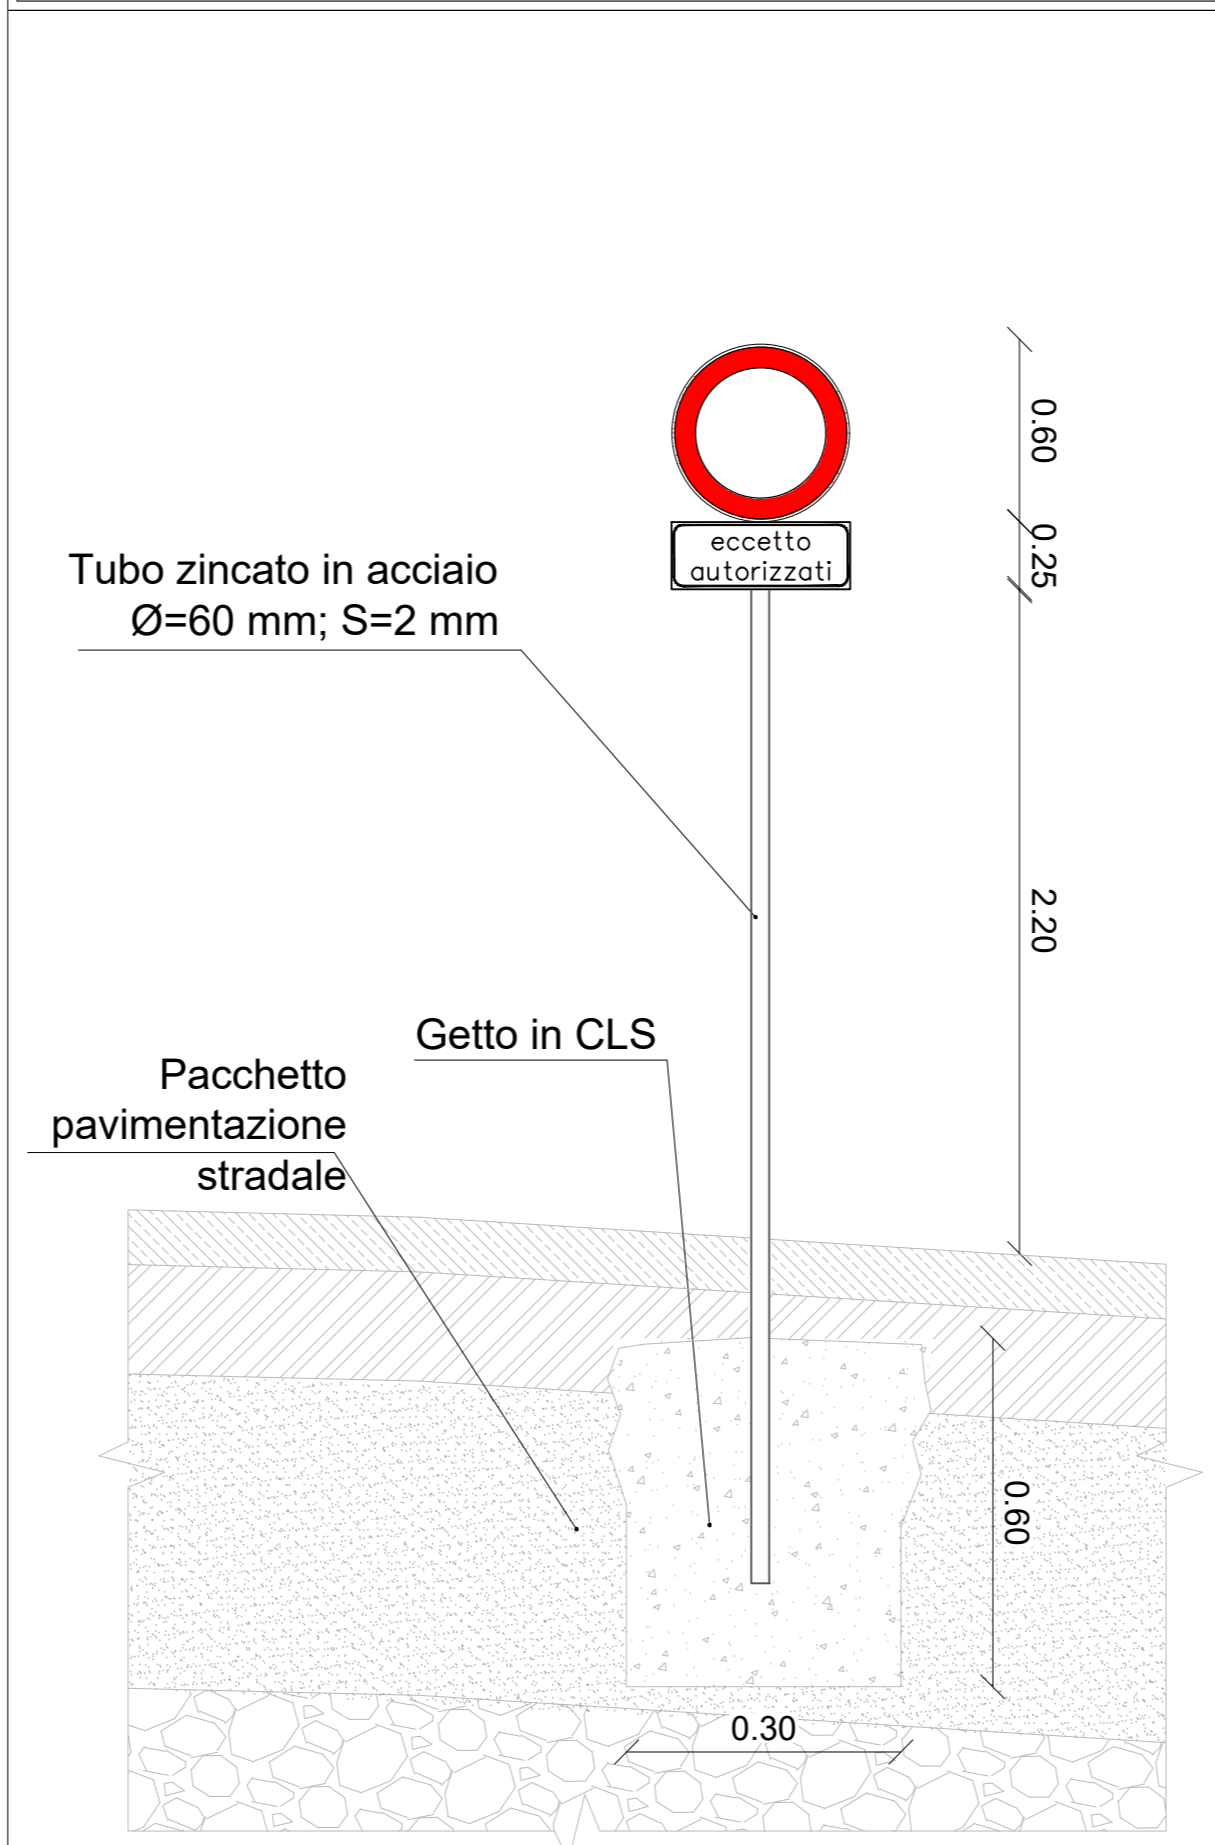 0.60
eccetto
autorizzati
0.25
Tubo zincato in acciaio
Ø=60 mm; S=2 mm
2.20
Getto in CLS
Pacchetto
pavimentazione
stradale
0.60
0.30